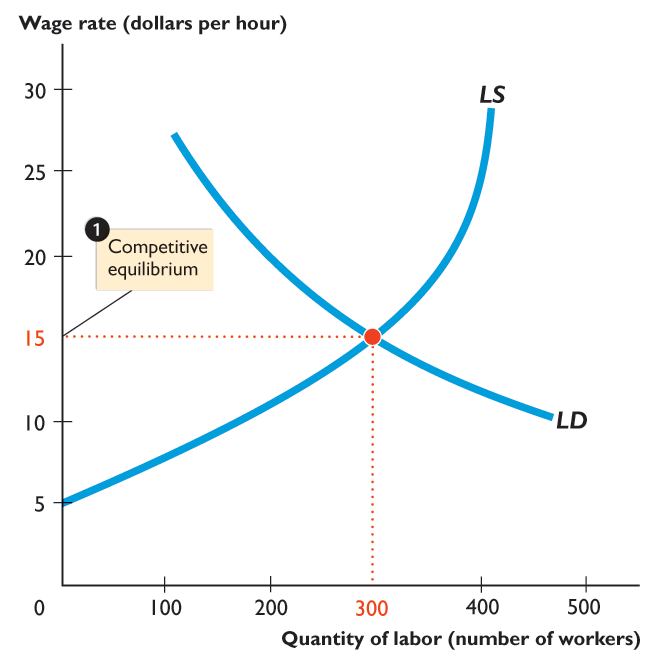 Wage rate (dollars per hour)
30
LS
25
1
Competitive
equilibrium
20
15
10
LD
5
0
100
200
300
400
500
Quantity of labor (number of workers)